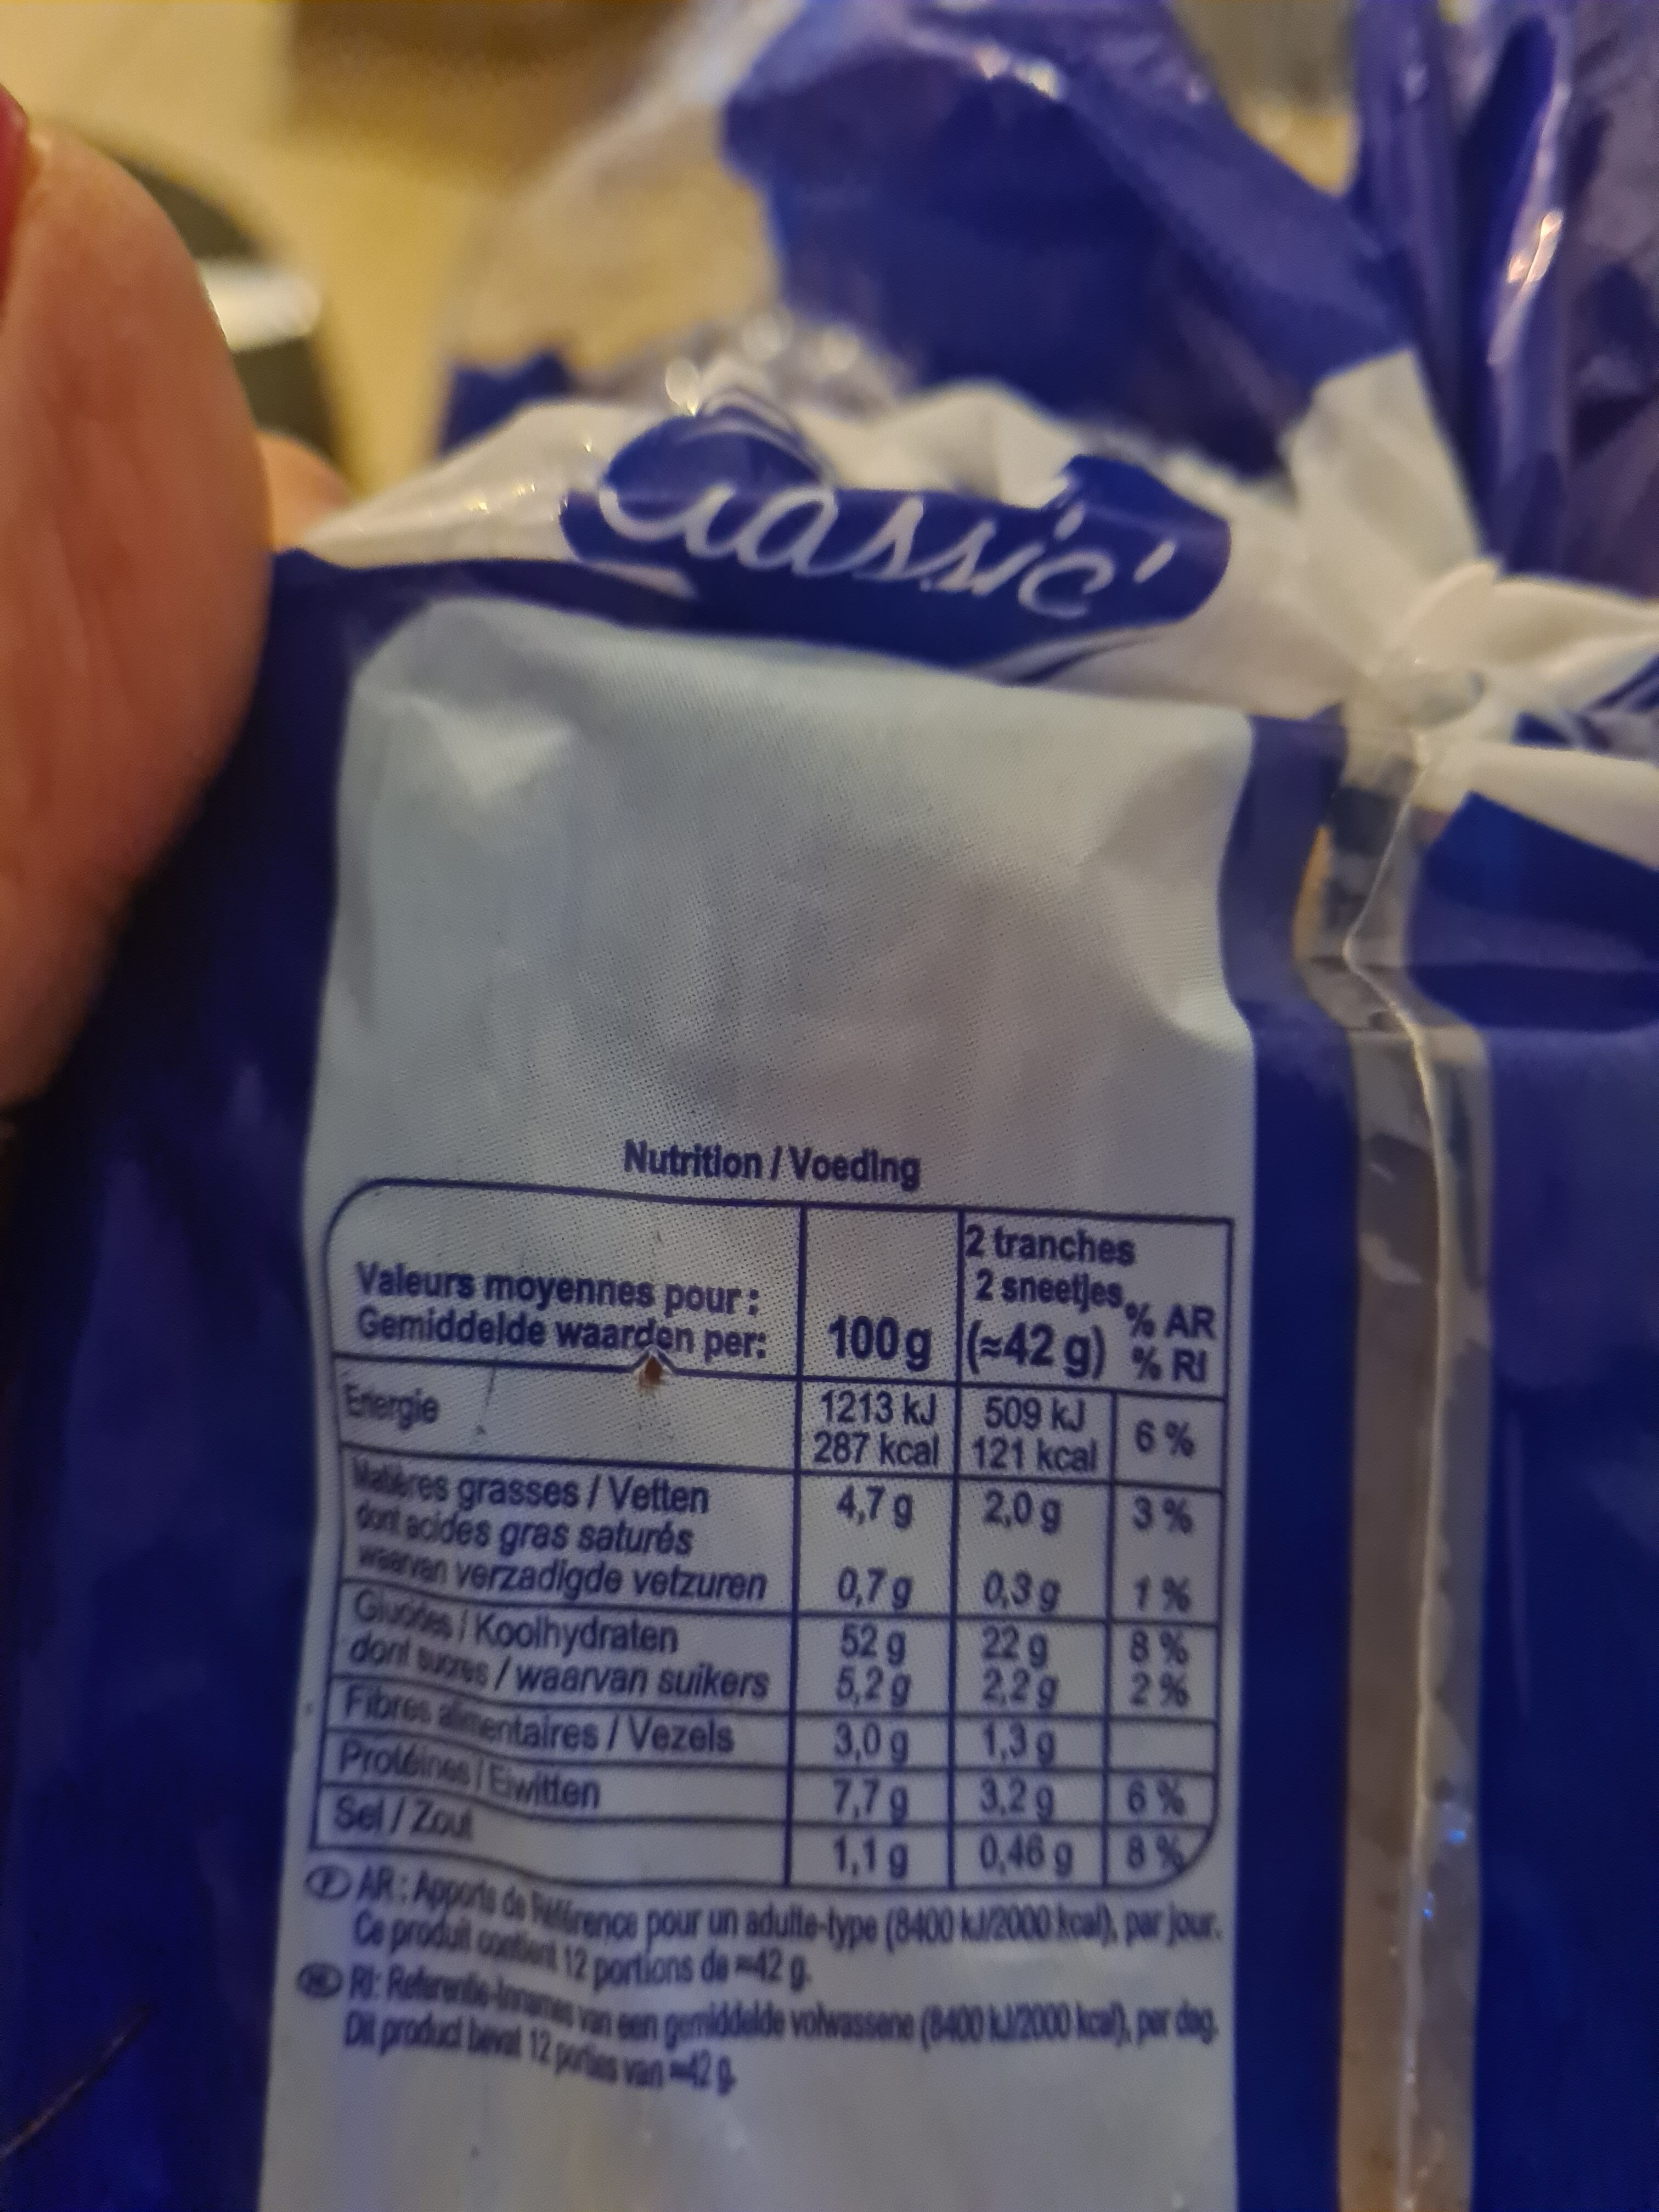 Classic'
Nutrition / Voeding
2 tranches
2 sneetjes
Valeurs moyennes pour :
Gemiddelde waarden per:
100 g (≈42 g) % AR
% RI
Energie
1213 kJ 509 kJ 6 %
287 kcal 121 kcal
Matières grasses / Vetten 4,7 g 2,0 g 3 %
dont acides gras saturés
waarvan verzadigde vetzuren 0,7 g 0,3 g 1 %
Glucides / Koolhydraten 52 g 22 g 8 %
dont sucres / waarvan suikers 5,2 g 2,2 g 2 %
Fibres alimentaires / Vezels 3,0 g 1,3 g
Protéines / Eiwitten 7,7 g 3,2 g 6 %
Sel / Zout 1,1 g 0,46 g 8 %
F AR : Apports de Référence pour un adulte-type (8400 kJ/2000 kcal), par jour.
Ce produit contient 12 portions de ≈42 g.
NL RI: Referentie-Innames van een gemiddelde volwassene (8400 kJ/2000 kcal), per dag.
Dit product bevat 12 porties van ≈42 g.